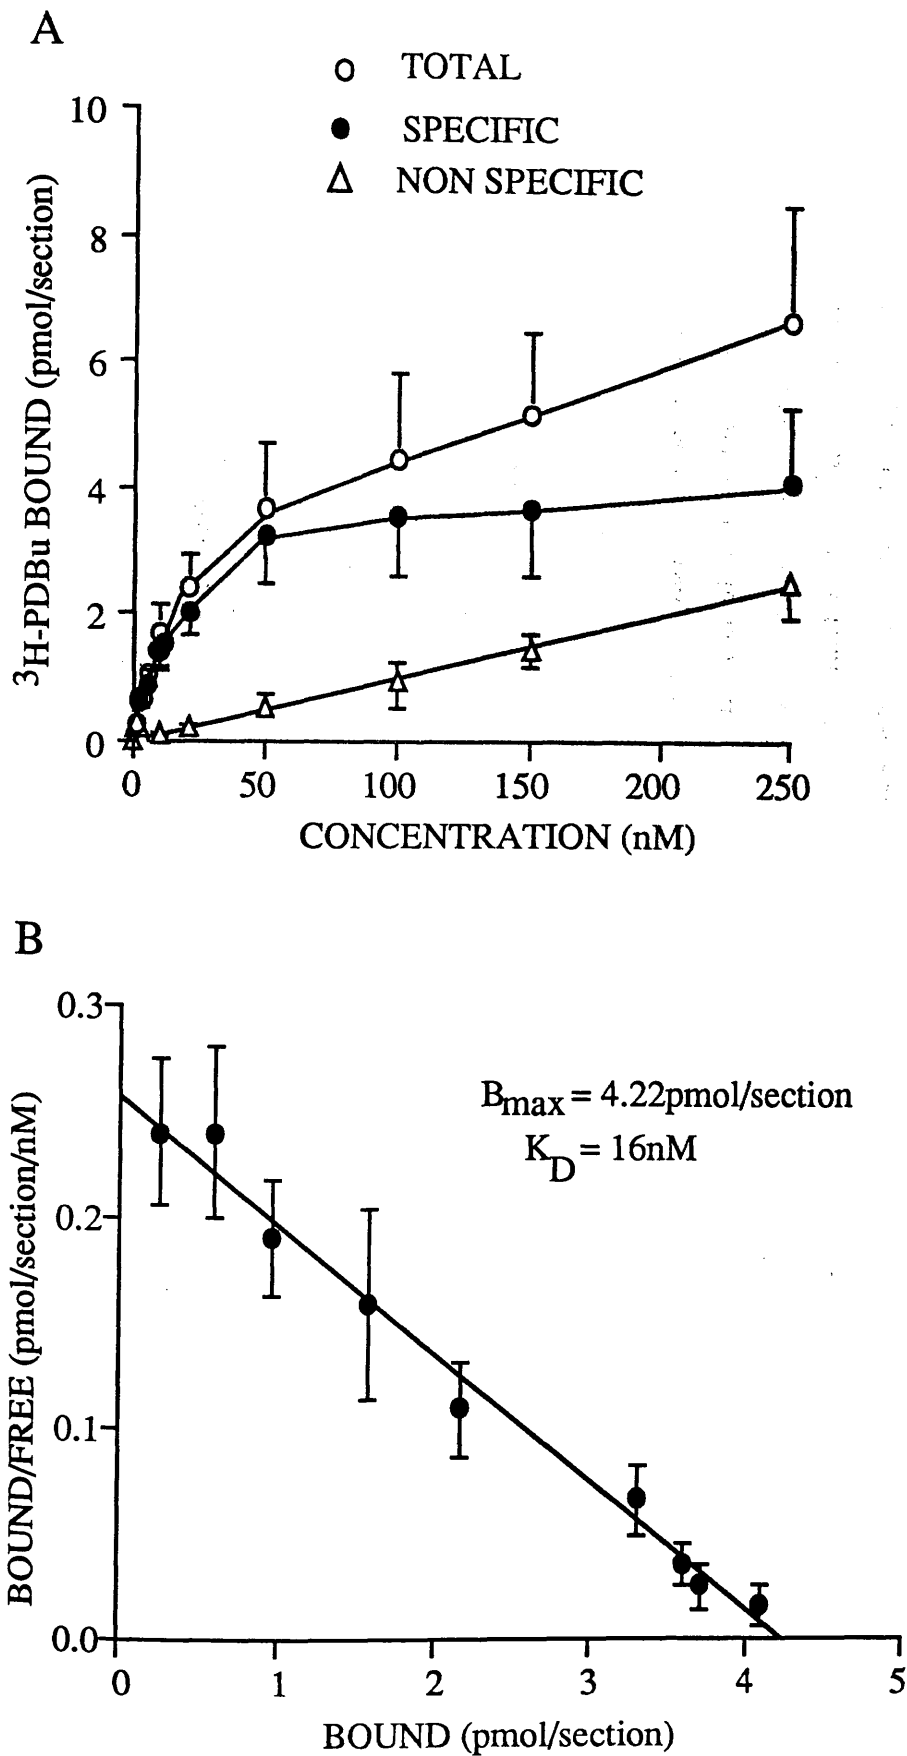 A
TOTAL
SPECIFIC
NON SPECIFIC
10
8
6
4
2
0
³H-PDBu BOUND (pmol/section)
0 50 100 150 200 250
CONCENTRATION (nM)
B
0.3
0.2
0.1
0.0
BOUND/FREE (pmol/section/nM)
Bmax = 4.22pmol/section
KD = 16nM
0 1 2 3 4 5
BOUND (pmol/section)